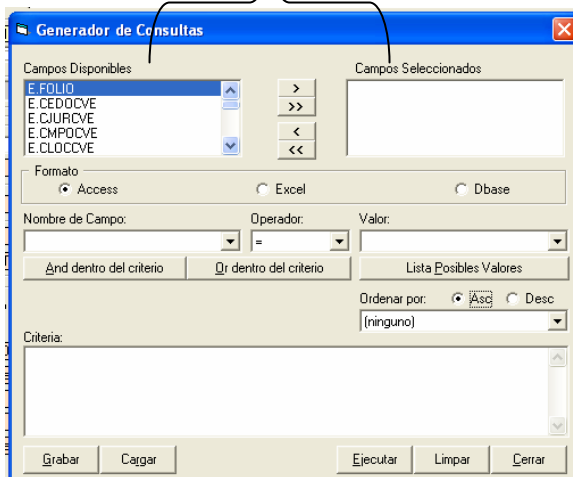 Generador de Consultas
Campos Disponibles
Campos Seleccionados
E.FOLIO
E.CEDOCVE
E.CJURCVE
E.CMPOCVE
E.CLOCCVE
>
>>
<
<<
Formato
Access Excel Dbase
Nombre de Campo: Operador: Valor:
=
And dentro del criterio Or dentro del criterio Lista Posibles Valores
Ordenar por: Asc Desc
(ninguno)
Criteria:
Grabar Cargar Ejecutar Limpar Cerrar